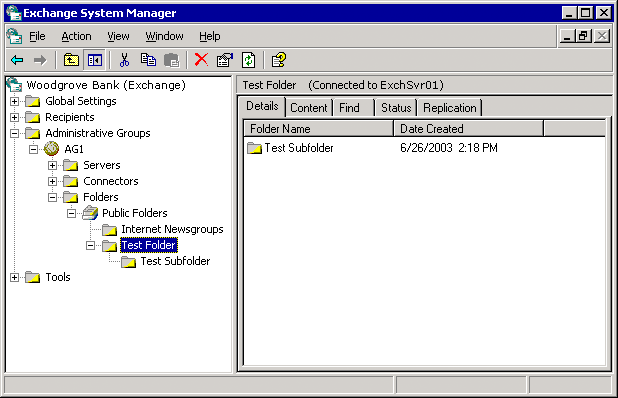 Exchange System Manager
File Action View Window Help
Woodgrove Bank (Exchange)
Global Settings
Recipients
Administrative Groups
AG1
Servers
Connectors
Folders
Public Folders
Internet Newsgroups
Test Folder
Test Subfolder
Tools
Test Folder (Connected to ExchSvr01)
Details Content Find Status Replication
Folder Name Date Created
Test Subfolder 6/26/2003 2:18 PM